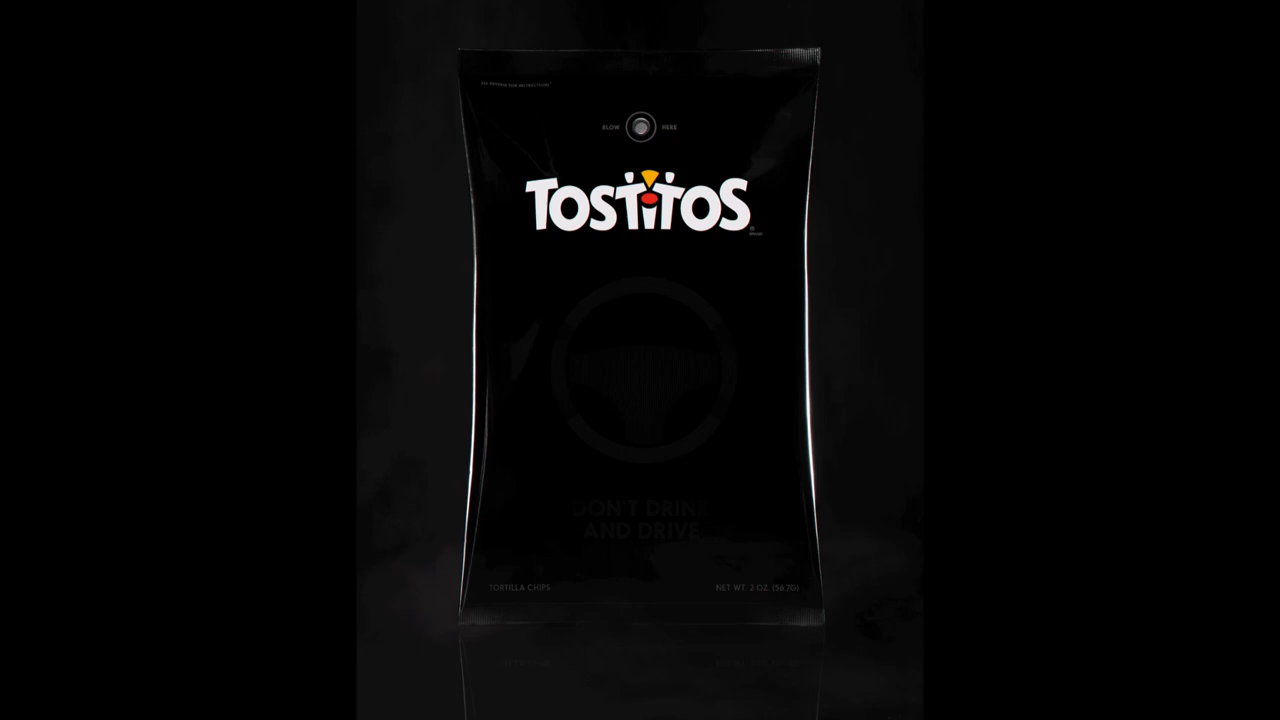 BLOW HERE
TOSTITOS
DON'T DRINK
AND DRIVE
TORTILLA CHIPS
NET WT. 2 OZ. (56.7G)